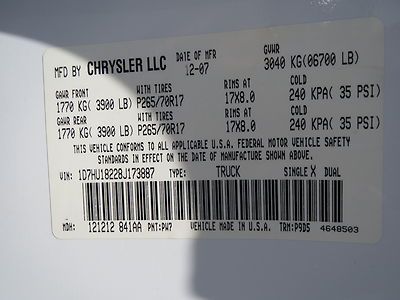 MFD BY CHRYSLER LLC DATE OF MFR 12-07 GVWR 3040 KG(06700 LB)
GAWR FRONT WITH TIRES RIMS AT COLD
1770 KG( 3900 LB) P265/70R17 17X8.0 240 KPA( 35 PSI)
GAWR REAR WITH TIRES RIMS AT COLD
1770 KG( 3900 LB) P265/70R17 17X8.0 240 KPA( 35 PSI)
THIS VEHICLE CONFORMS TO ALL APPLICABLE U.S.A. FEDERAL MOTOR VEHICLE SAFETY
STANDARDS IN EFFECT ON THE DATE OF MANUFACTURE SHOWN ABOVE.
VIN: 1D7HU18228J173887 TYPE: TRUCK SINGLE X DUAL
MDH: 121212 841AA PNT:PW7 VEHICLE MADE IN U.S.A. TRM:P9D5 4648503